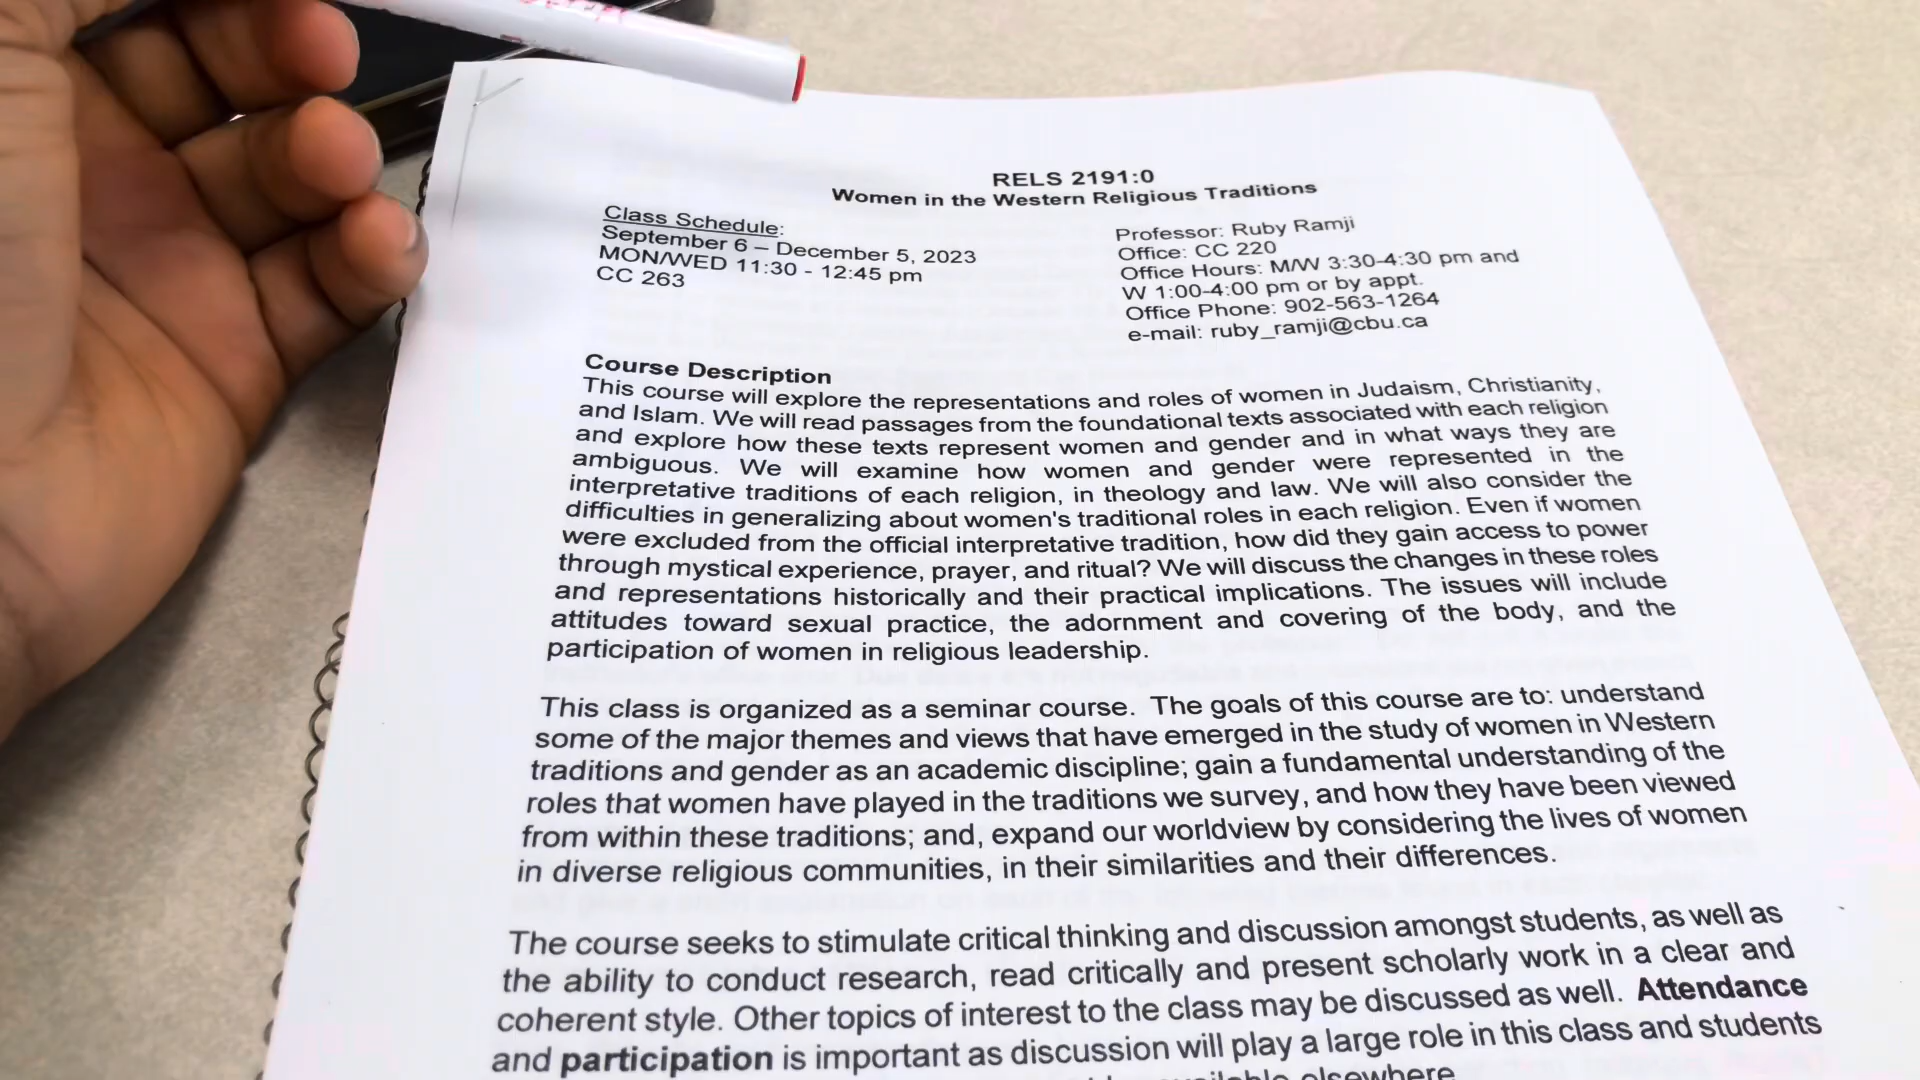 RELS 2191:0
Women in the Western Religious Traditions
Class Schedule:
September 6 – December 5, 2023
MON/WED 11:30 - 12:45 pm
CC 263
Professor: Ruby Ramji
Office: CC 220
Office Hours: M/W 3:30-4:30 pm and
W 1:00-4:00 pm or by appt.
Office Phone: 902-563-1264
e-mail: ruby_ramji@cbu.ca
Course Description
This course will explore the representations and roles of women in Judaism, Christianity,
and Islam. We will read passages from the foundational texts associated with each religion
and explore how these texts represent women and gender and in what ways they are
ambiguous. We will examine how women and gender were represented in the
interpretative traditions of each religion, in theology and law. We will also consider the
difficulties in generalizing about women's traditional roles in each religion. Even if women
were excluded from the official interpretative tradition, how did they gain access to power
through mystical experience, prayer, and ritual? We will discuss the changes in these roles
and representations historically and their practical implications. The issues will include
attitudes toward sexual practice, the adornment and covering of the body, and the
participation of women in religious leadership.
This class is organized as a seminar course. The goals of this course are to: understand
some of the major themes and views that have emerged in the study of women in Western
traditions and gender as an academic discipline; gain a fundamental understanding of the
roles that women have played in the traditions we survey, and how they have been viewed
from within these traditions; and, expand our worldview by considering the lives of women
in diverse religious communities, in their similarities and their differences.
The course seeks to stimulate critical thinking and discussion amongst students, as well as
the ability to conduct research, read critically and present scholarly work in a clear and
coherent style. Other topics of interest to the class may be discussed as well. Attendance
and participation is important as discussion will play a large role in this class and students
available elsewhere